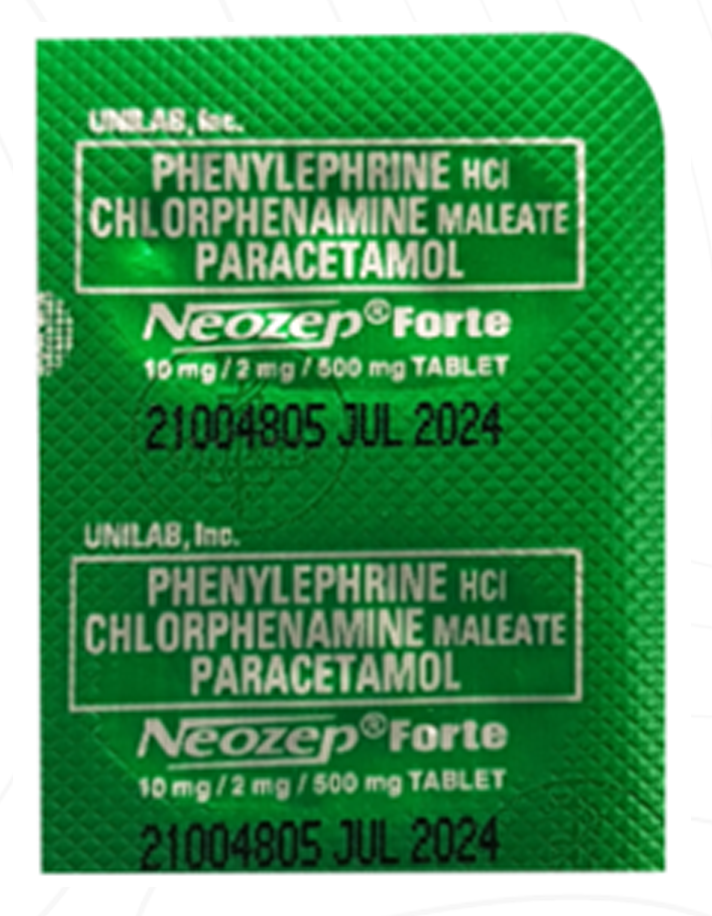 UNILAB, Inc.
PHENYLEPHRINE HCl
CHLORPHENAMINE MALEATE
PARACETAMOL
Neozep® Forte
10 mg / 2 mg / 500 mg TABLET
21004805 JUL 2024
UNILAB, Inc.
PHENYLEPHRINE HCl
CHLORPHENAMINE MALEATE
PARACETAMOL
Neozep® Forte
10 mg / 2 mg / 500 mg TABLET
21004805 JUL 2024